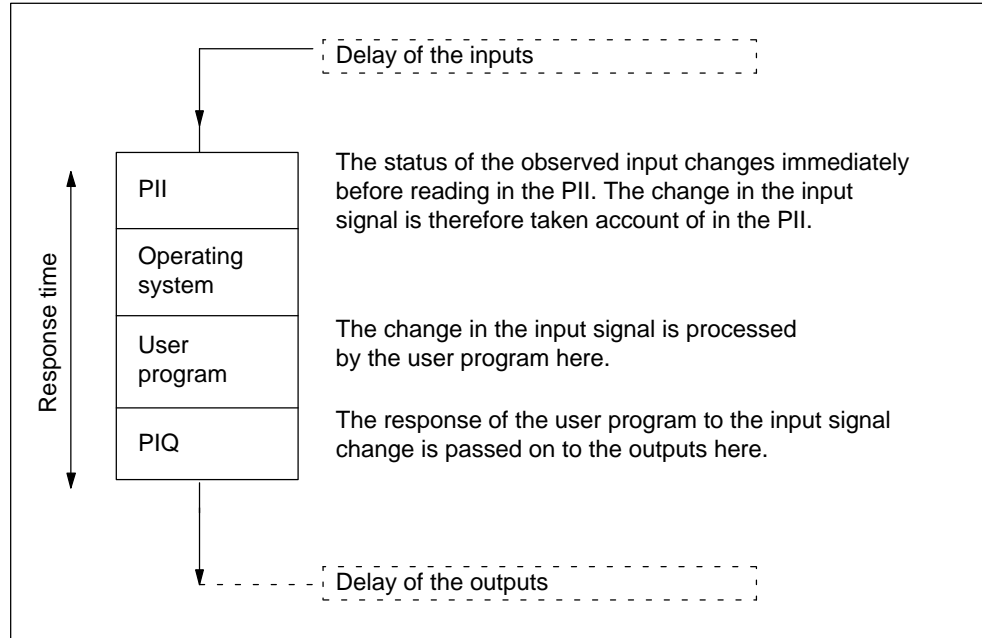 Delay of the inputs
PII
The status of the observed input changes immediately
before reading in the PII. The change in the input
signal is therefore taken account of in the PII.
Operating
system
Response time
User
program
The change in the input signal is processed
by the user program here.
PIQ
The response of the user program to the input signal
change is passed on to the outputs here.
Delay of the outputs